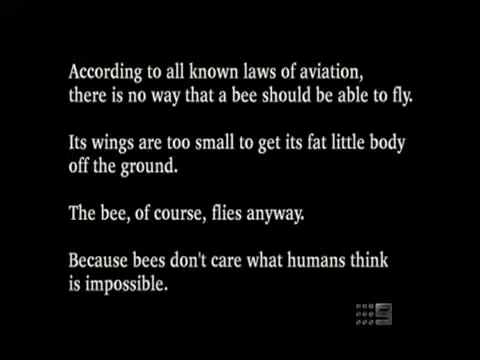 According to all known laws of aviation,
there is no way that a bee should be able to fly.
Its wings are too small to get its fat little body
off the ground.
The bee, of course, flies anyway.
Because bees don't care what humans think
is impossible.